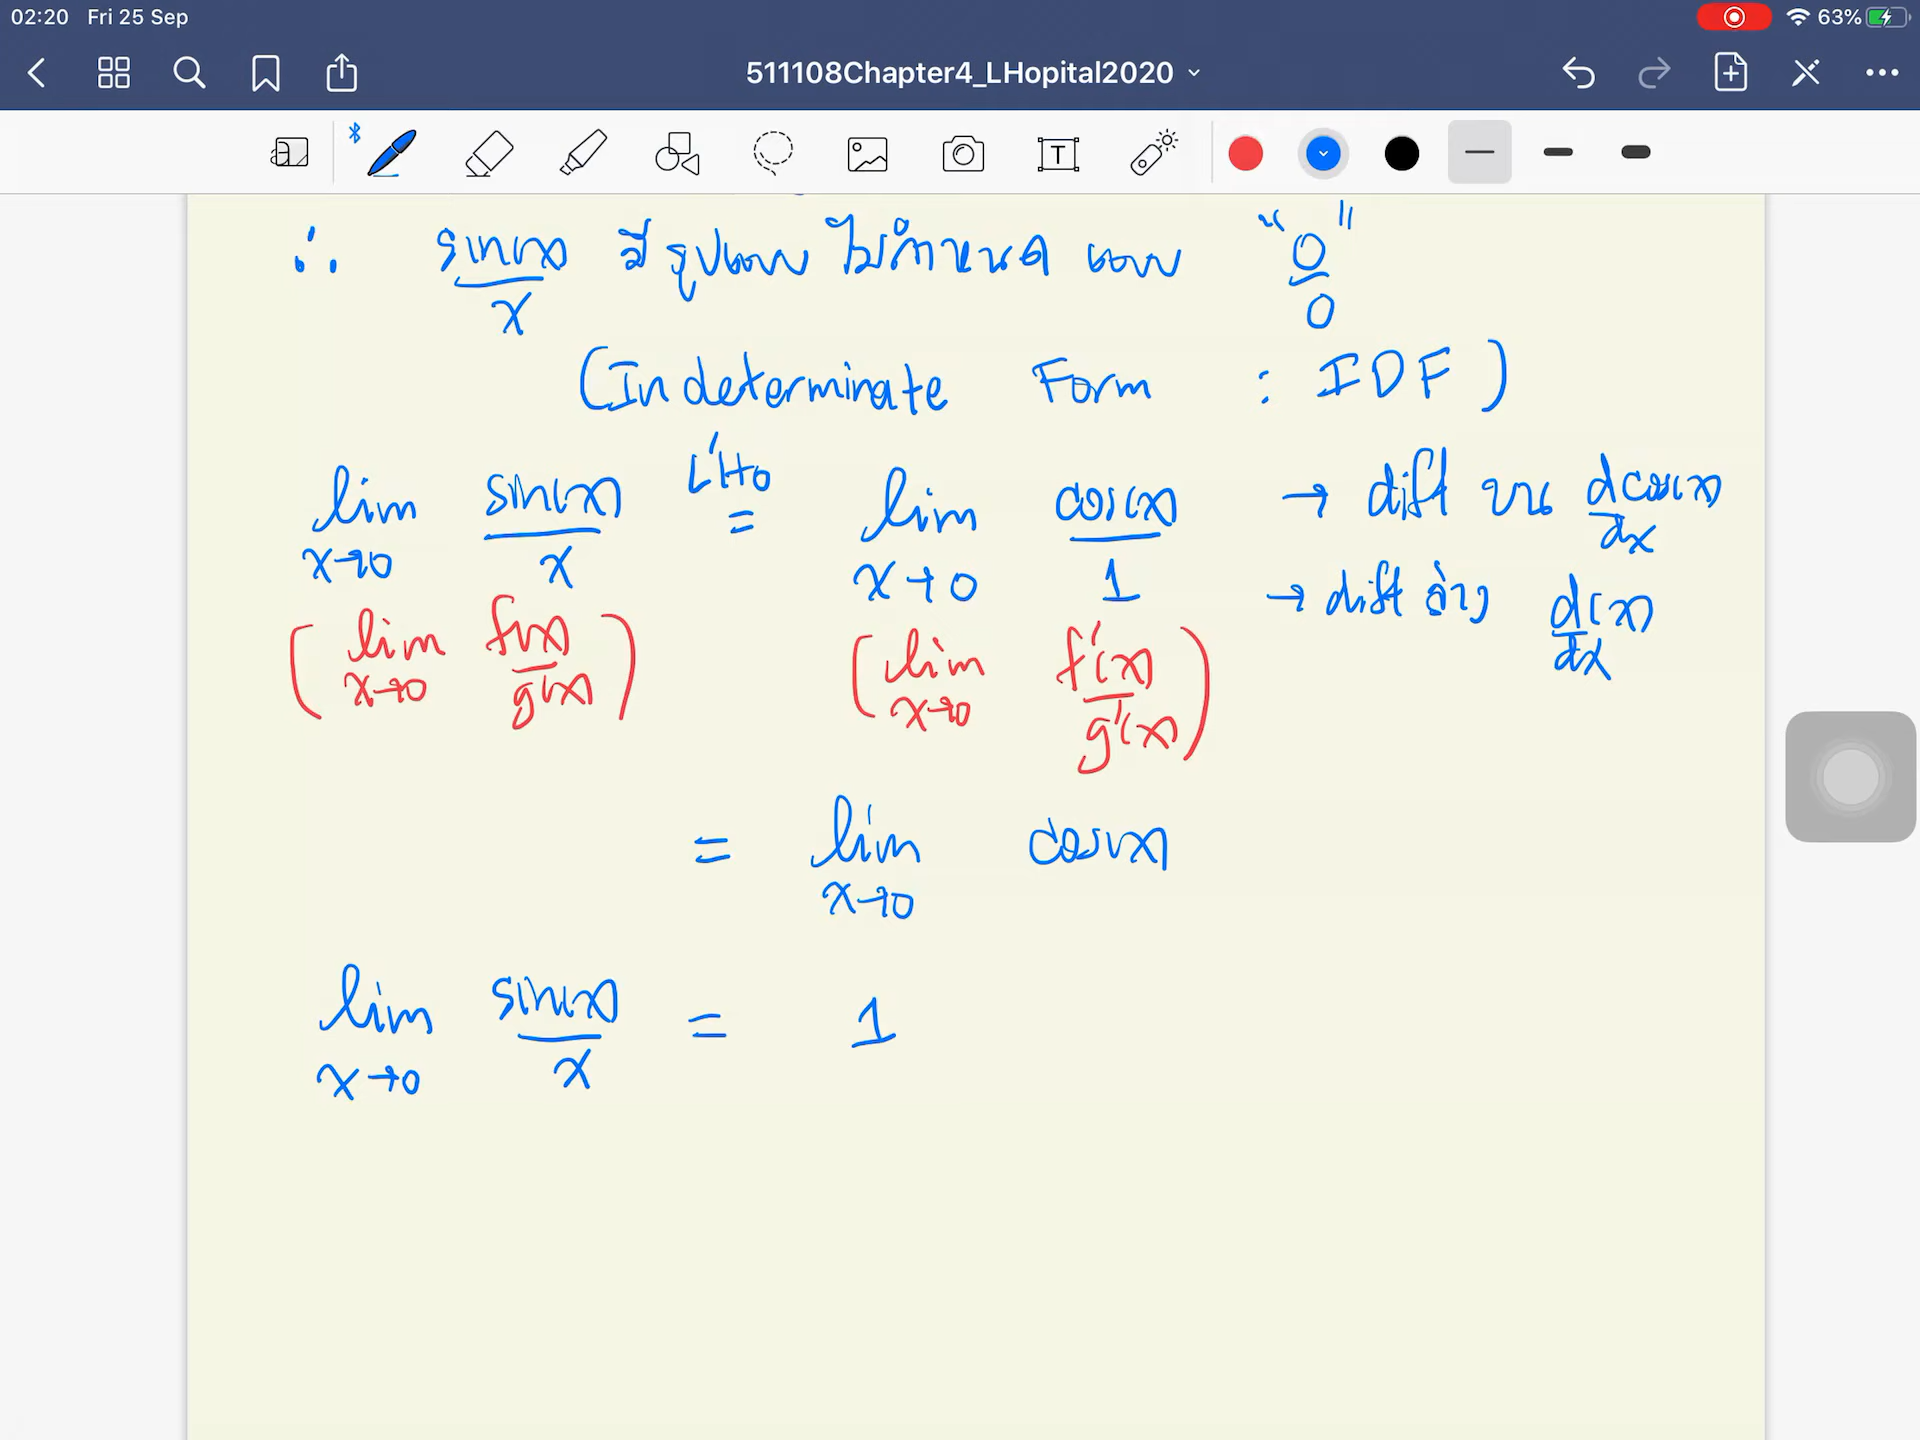 02:20 Fri 25 Sep 63%
511108Chapter4_LHopital2020
T
∴ sin(x)/x มีรูปแบบ ไม่กำหนด แบบ "0/0"
(Indeterminate Form : IDF)
lim x→0 sin(x)/x L'Ho = lim x→0 cos(x)/1 → diff บน dcos(x)/dx
→ diff ล่าง d(x)/dx
(lim x→0 f(x)/g(x)) (lim x→0 f'(x)/g'(x))
= lim x→0 cos(x)
lim x→0 sin(x)/x = 1